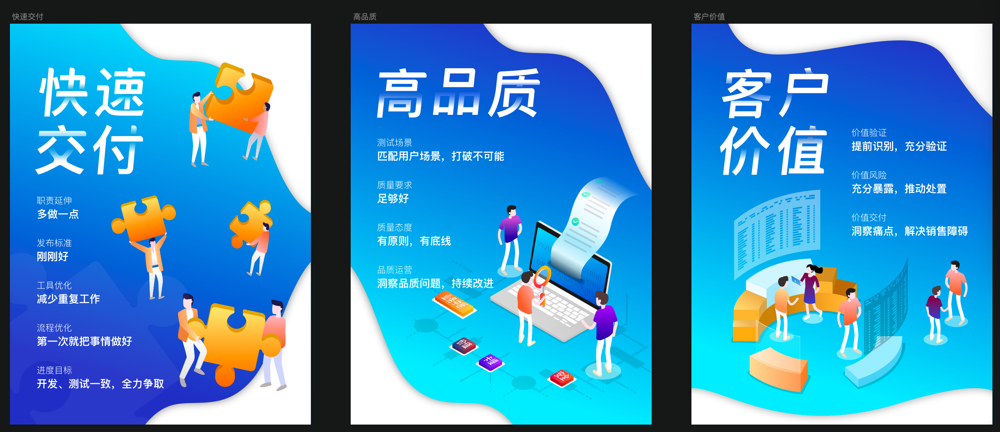 快速交付
快速
交付
职责延伸
多做一点
发布标准
刚刚好
工具优化
减少重复工作
流程优化
第一次就把事情做好
进度目标
开发、测试一致，全力争取
高品质
高品质
测试场景
匹配用户场景，打破不可能
质量要求
足够好
质量态度
有原则，有底线
品质运营
洞察品质问题，持续改进
价值
安全
客户价值
客户
价值
价值验证
提前识别，充分验证
价值风险
充分暴露，推动处置
价值交付
洞察痛点，解决销售障碍